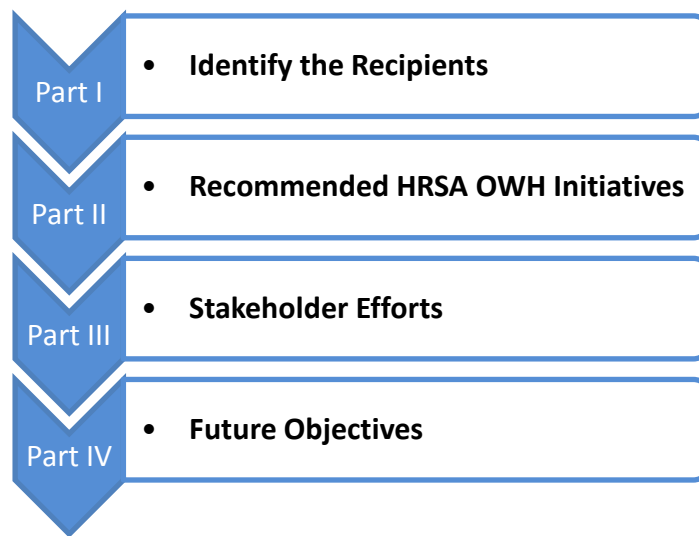 Part I
• Identify the Recipients
Part II
• Recommended HRSA OWH Initiatives
Part III
• Stakeholder Efforts
Part IV
• Future Objectives